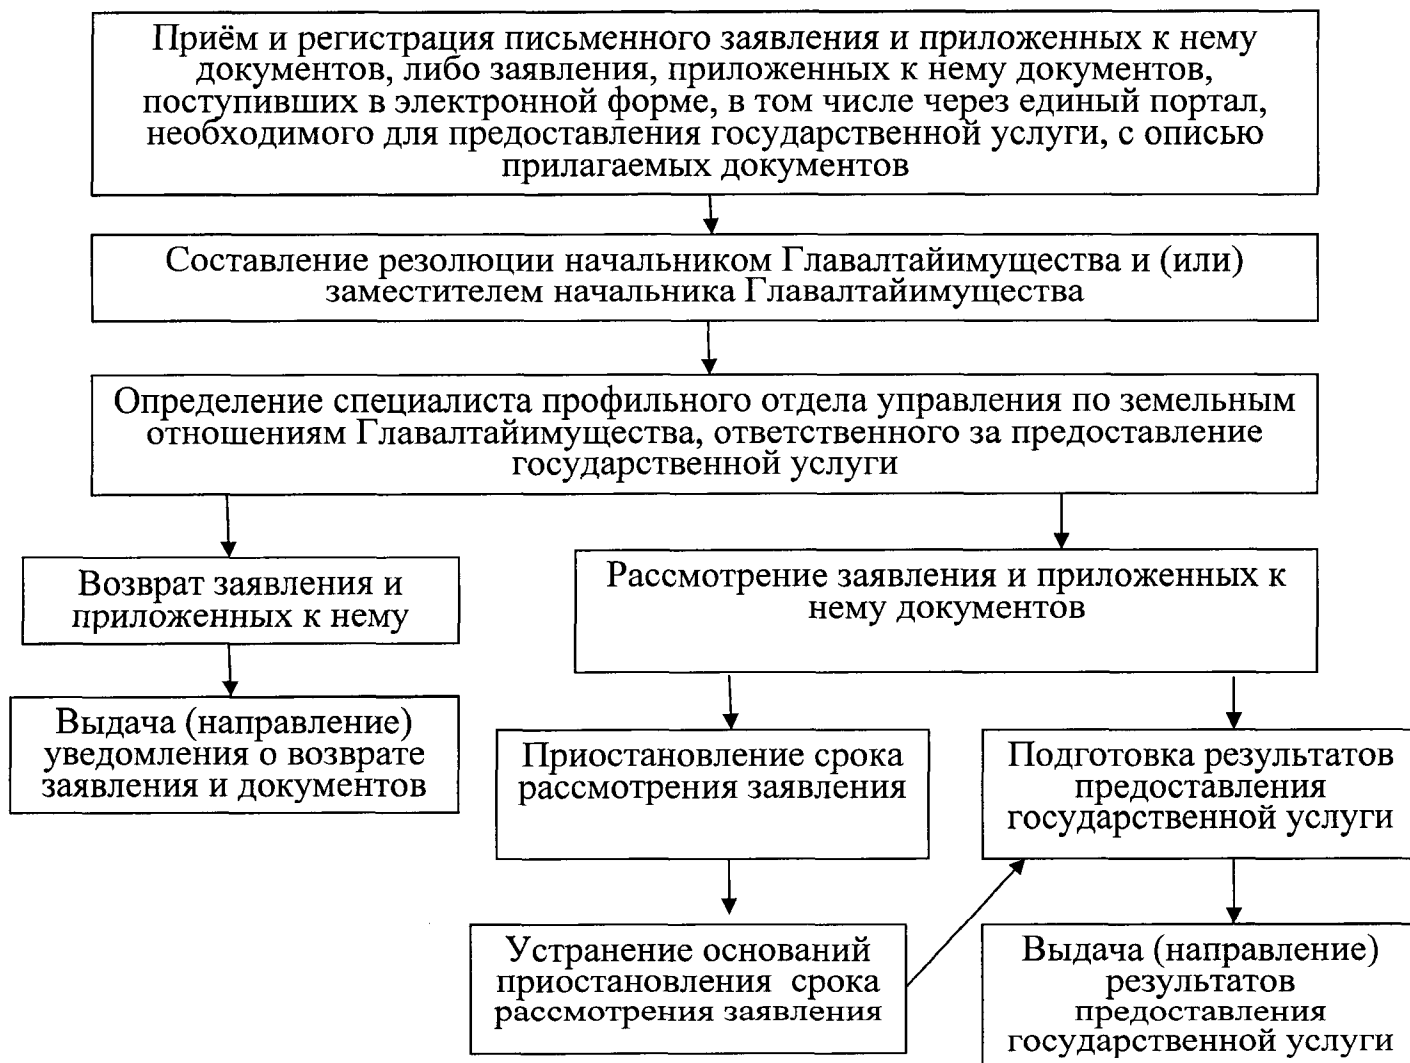 Приём и регистрация письменного заявления и приложенных к нему
документов, либо заявления, приложенных к нему документов,
поступивших в электронной форме, в том числе через единый портал,
необходимого для предоставления государственной услуги, с описью
прилагаемых документов
Составление резолюции начальником Главалтайимущества и (или)
заместителем начальника Главалтайимущества
Определение специалиста профильного отдела управления по земельным
отношениям Главалтайимущества, ответственного за предоставление
государственной услуги
Возврат заявления и
приложенных к нему
Рассмотрение заявления и приложенных к
нему документов
Выдача (направление)
уведомления о возврате
заявления и документов
Приостановление срока
рассмотрения заявления
Подготовка результатов
предоставления
государственной услуги
Устранение оснований
приостановления срока
рассмотрения заявления
Выдача (направление)
результатов
предоставления
государственной услуги